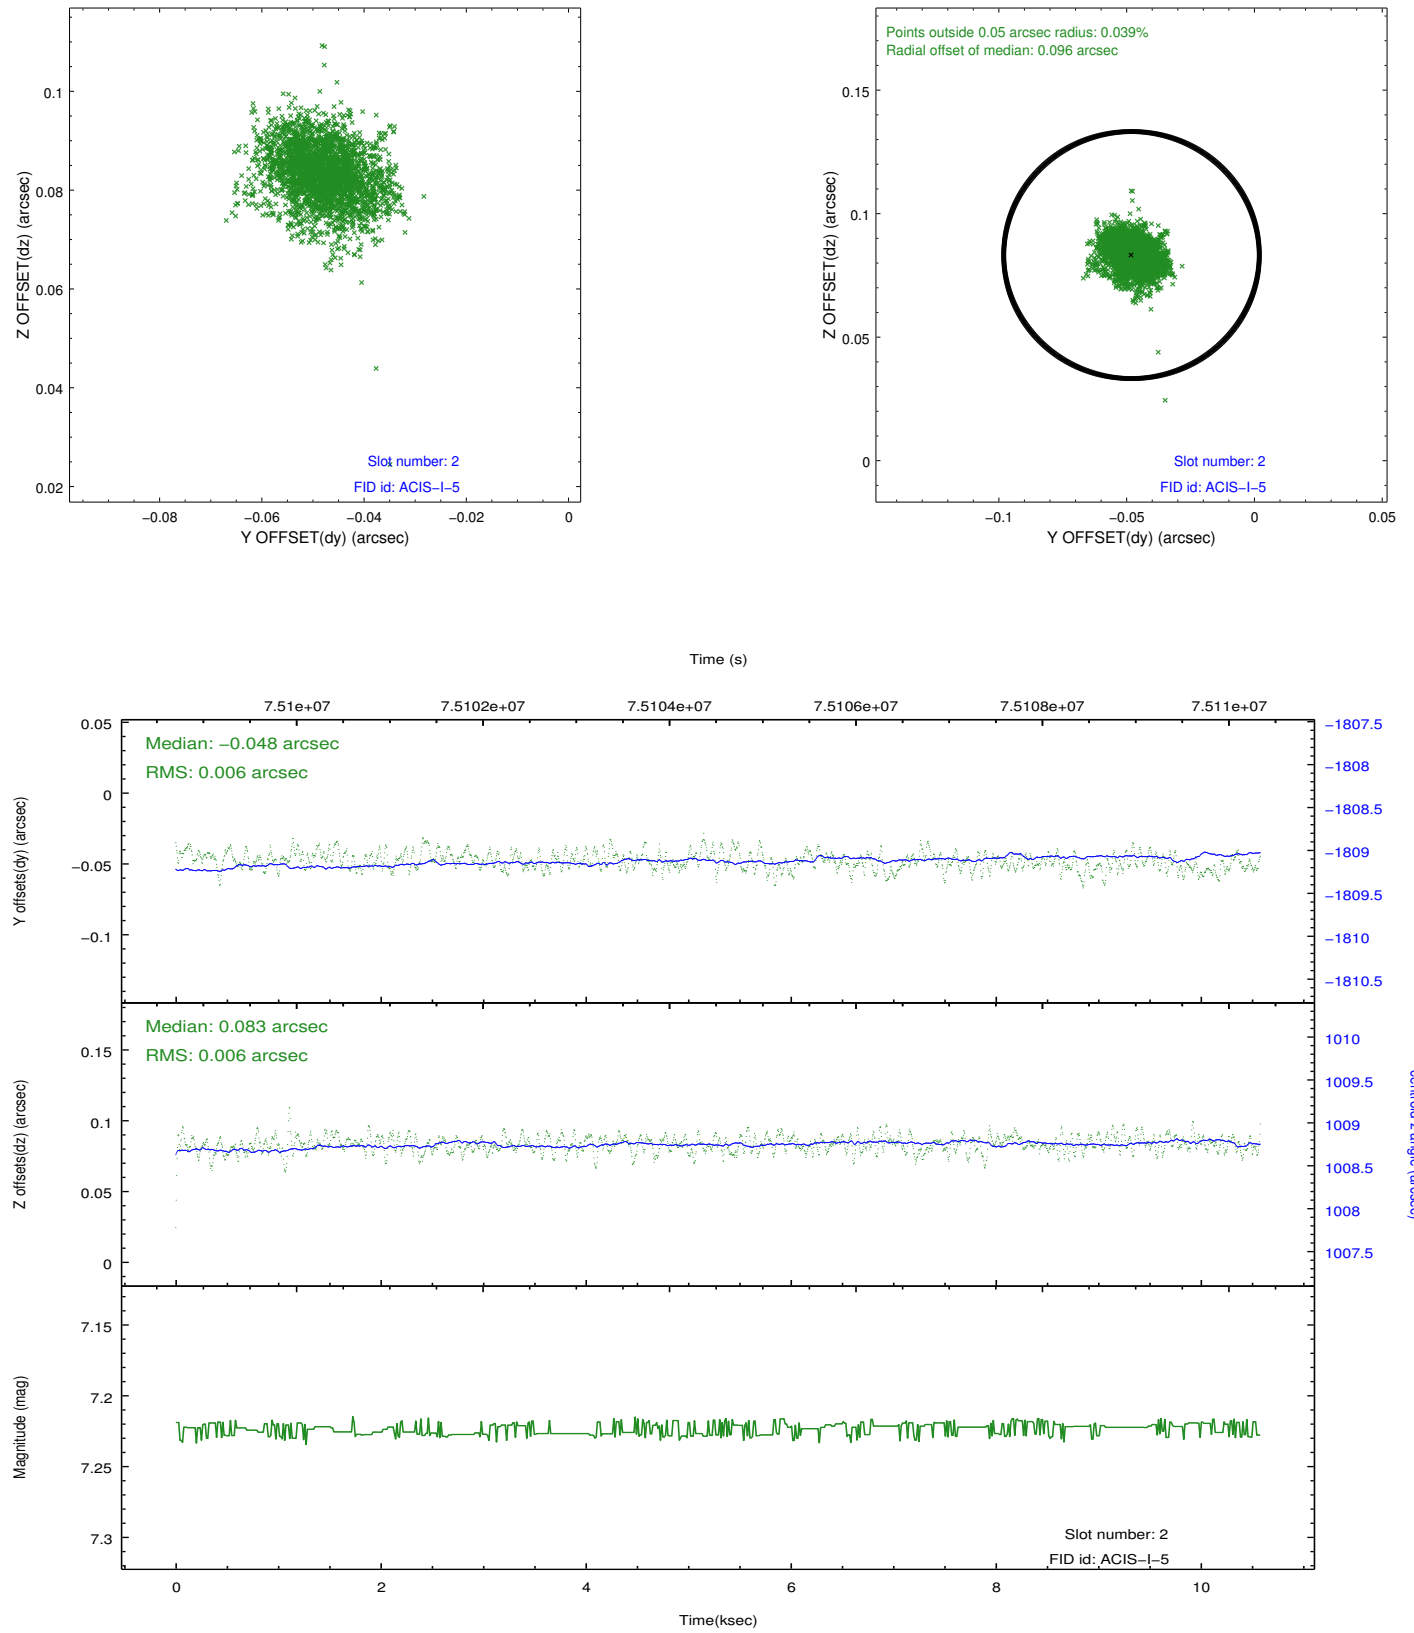 0.1
0.08
0.06
0.04
0.02
Z OFFSET(dz) (arcsec)
Slot number: 2
FID id: ACIS−I−5
−0.08 −0.06 −0.04 −0.02 0
Y OFFSET(dy) (arcsec)
Points outside 0.05 arcsec radius: 0.039%
Radial offset of median: 0.096 arcsec
0.15
0.1
0.05
0
Z OFFSET(dz) (arcsec)
Slot number: 2
FID id: ACIS−I−5
−0.1 −0.05 0 0.05
Y OFFSET(dy) (arcsec)
Time (s)
7.51e+07 7.5102e+07 7.5104e+07 7.5106e+07 7.5108e+07 7.511e+07
Median: −0.048 arcsec
RMS: 0.006 arcsec
0.05
0
−0.05
−0.1
Y offsets(dy) (arcsec)
−1807.5
−1808
−1808.5
−1809
−1809.5
−1810
−1810.5
Median: 0.083 arcsec
RMS: 0.006 arcsec
0.15
0.1
0.05
0
Z offsets(dz) (arcsec)
1010
1009.5
1009
1008.5
1008
1007.5
z angle (arcsec)
7.15
7.2
7.25
7.3
Magnitude (mag)
Slot number: 2
FID id: ACIS−I−5
0 2 4 6 8 10
Time(ksec)